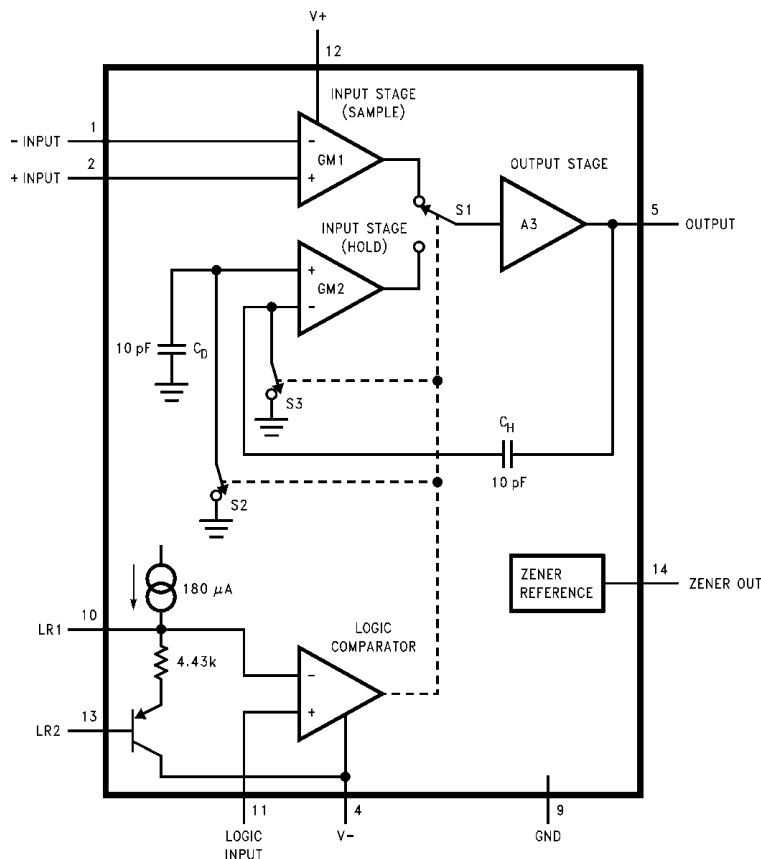 V+
12
INPUT STAGE
(SAMPLE)
- INPUT
1
-
GM1
2
+ INPUT
+
OUTPUT STAGE
S1
A3
5
OUTPUT
INPUT STAGE
(HOLD)
+
GM2
-
10 pF
C_D
S3
C_H
10 pF
S2
180 μA
ZENER
REFERENCE
14
ZENER OUT
10
LR1
4.43k
LOGIC
COMPARATOR
-
+
13
LR2
11
LOGIC
INPUT
4
V-
9
GND